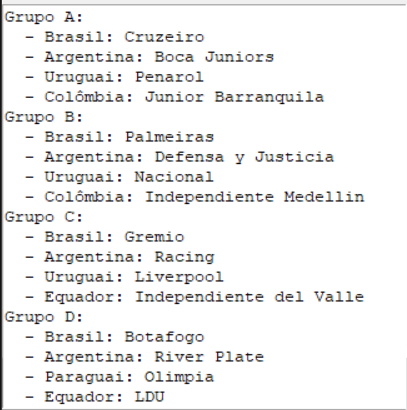 Grupo A:
- Brasil: Cruzeiro
- Argentina: Boca Juniors
- Uruguai: Penarol
- Colômbia: Junior Barranquila
Grupo B:
- Brasil: Palmeiras
- Argentina: Defensa y Justicia
- Uruguai: Nacional
- Colômbia: Independiente Medellin
Grupo C:
- Brasil: Gremio
- Argentina: Racing
- Uruguai: Liverpool
- Equador: Independiente del Valle
Grupo D:
- Brasil: Botafogo
- Argentina: River Plate
- Paraguai: Olimpia
- Equador: LDU